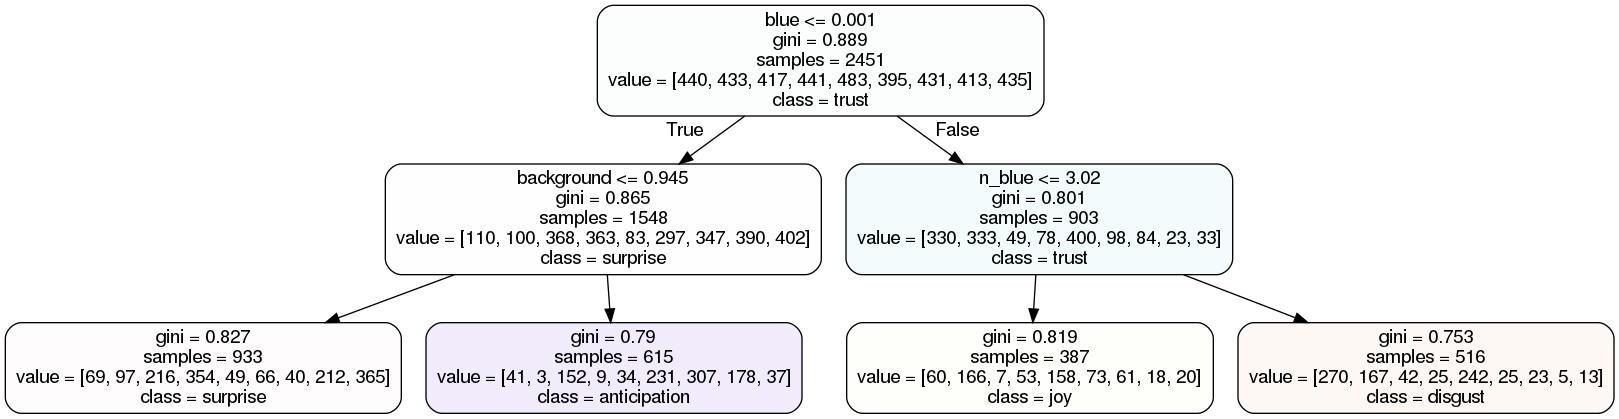 blue <= 0.001
gini = 0.889
samples = 2451
value = [440, 433, 417, 441, 483, 395, 431, 413, 435]
class = trust
True
False
background <= 0.945
gini = 0.865
samples = 1548
value = [110, 100, 368, 363, 83, 297, 347, 390, 402]
class = surprise
n_blue <= 3.02
gini = 0.801
samples = 903
value = [330, 333, 49, 78, 400, 98, 84, 23, 33]
class = trust
gini = 0.827
samples = 933
value = [69, 97, 216, 354, 49, 66, 40, 212, 365]
class = surprise
gini = 0.79
samples = 615
value = [41, 3, 152, 9, 34, 231, 307, 178, 37]
class = anticipation
gini = 0.819
samples = 387
value = [60, 166, 7, 53, 158, 73, 61, 18, 20]
class = joy
gini = 0.753
samples = 516
value = [270, 167, 42, 25, 242, 25, 23, 5, 13]
class = disgust